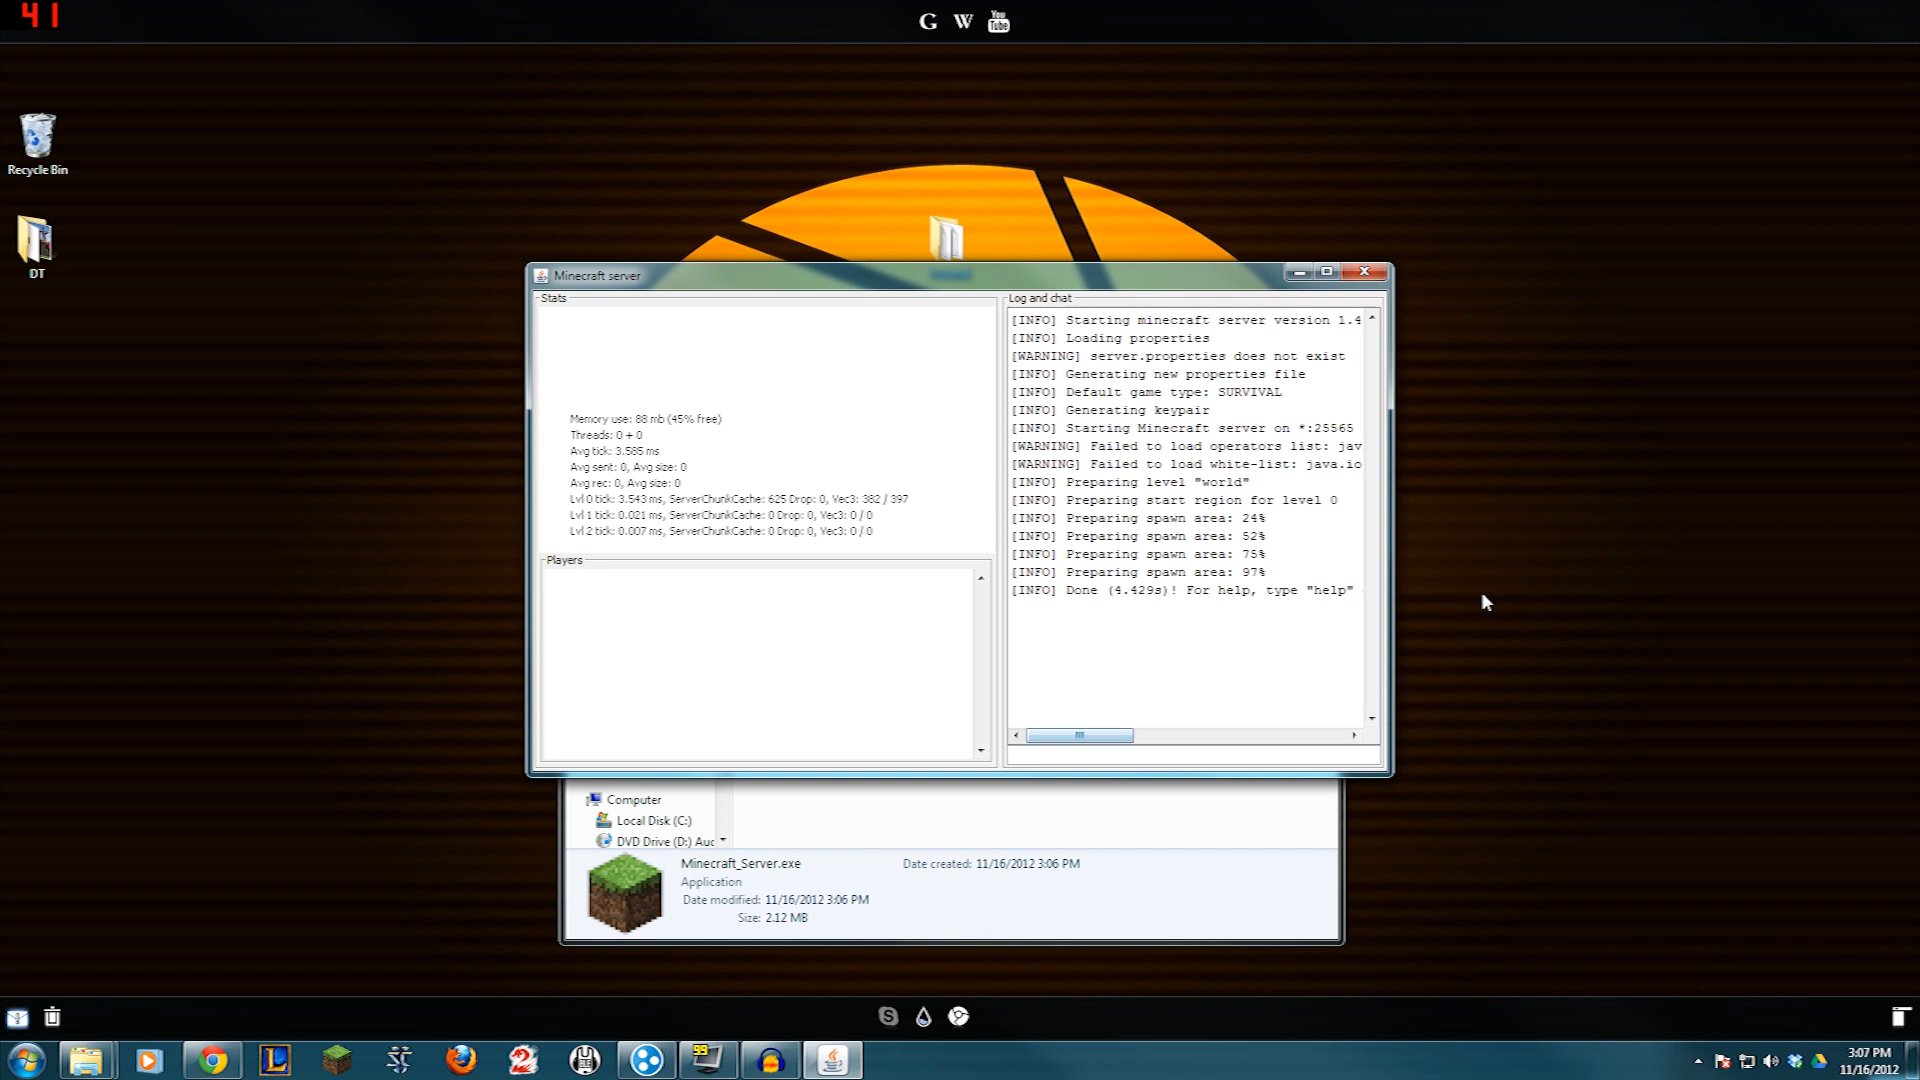 41
G W You Tube
Recycle Bin
DT
Minecraft server
Stats
Memory use: 88 mb (45% free)
Threads: 0 + 0
Avg tick: 3.585 ms
Avg sent: 0, Avg size: 0
Avg rec: 0, Avg size: 0
Lvl 0 tick: 3.543 ms, ServerChunkCache: 625 Drop: 0, Vec3: 382 / 397
Lvl 1 tick: 0.021 ms, ServerChunkCache: 0 Drop: 0, Vec3: 0 / 0
Lvl 2 tick: 0.007 ms, ServerChunkCache: 0 Drop: 0, Vec3: 0 / 0
Players
Log and chat
[INFO] Starting minecraft server version 1.4
[INFO] Loading properties
[WARNING] server.properties does not exist
[INFO] Generating new properties file
[INFO] Default game type: SURVIVAL
[INFO] Generating keypair
[INFO] Starting Minecraft server on *:25565
[WARNING] Failed to load operators list: jav
[WARNING] Failed to load white-list: java.io
[INFO] Preparing level "world"
[INFO] Preparing start region for level 0
[INFO] Preparing spawn area: 24%
[INFO] Preparing spawn area: 52%
[INFO] Preparing spawn area: 75%
[INFO] Preparing spawn area: 97%
[INFO] Done (4.429s)! For help, type "help"
Computer
Local Disk (C:)
DVD Drive (D:) Auc
Minecraft_Server.exe
Date created: 11/16/2012 3:06 PM
Application
Date modified: 11/16/2012 3:06 PM
Size: 2.12 MB
S
L
99
3:07 PM
11/16/2012